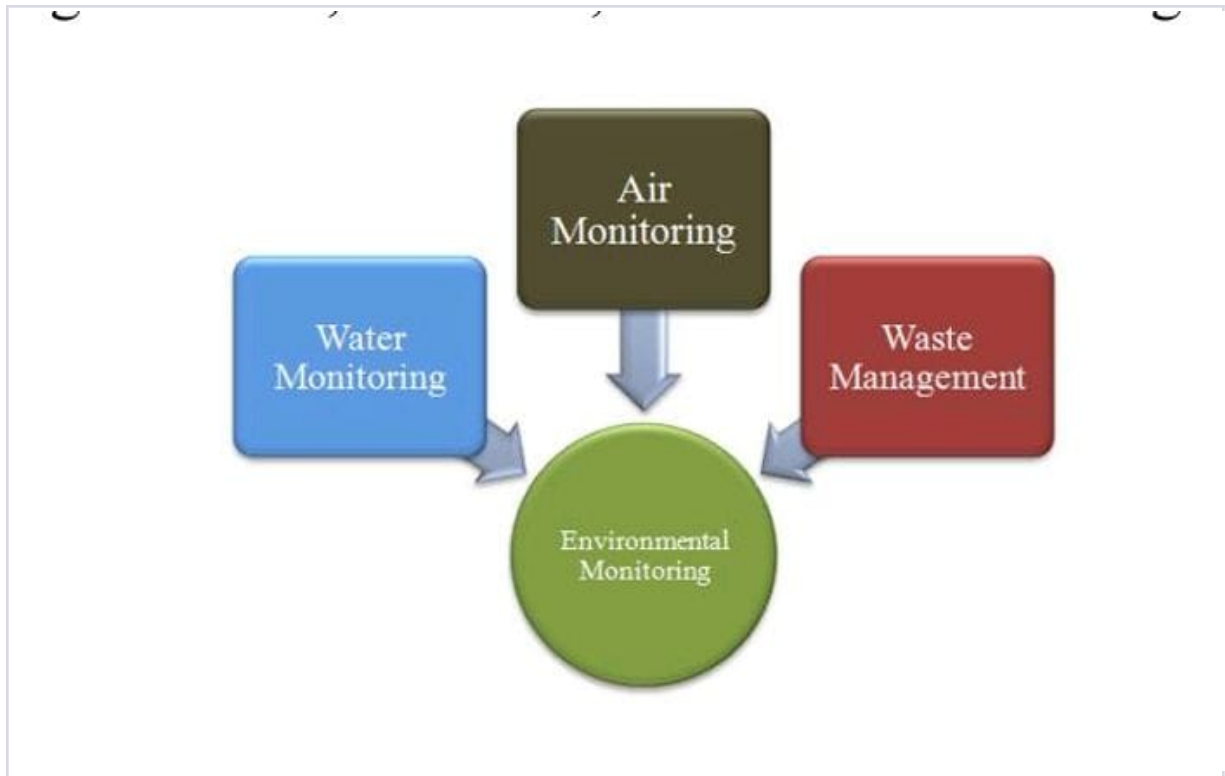 Air
Monitoring
Water
Monitoring
Waste
Management
Environmental
Monitoring